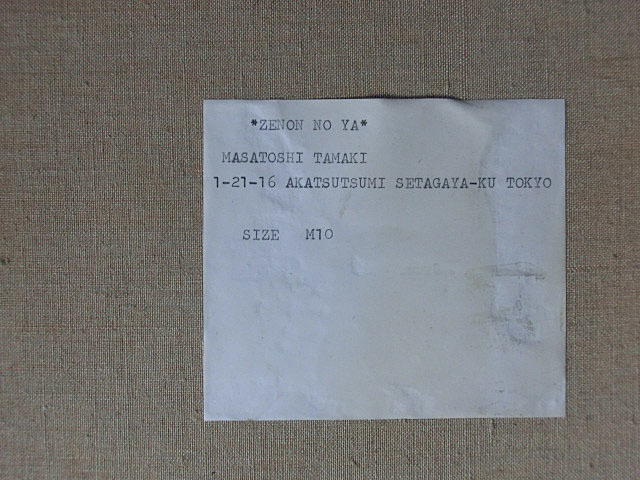 *ZENON NO YA*
MASATOSHI TAMAKI
1-21-16 AKATSUTSUMI SETAGAYA-KU TOKYO
SIZE M10